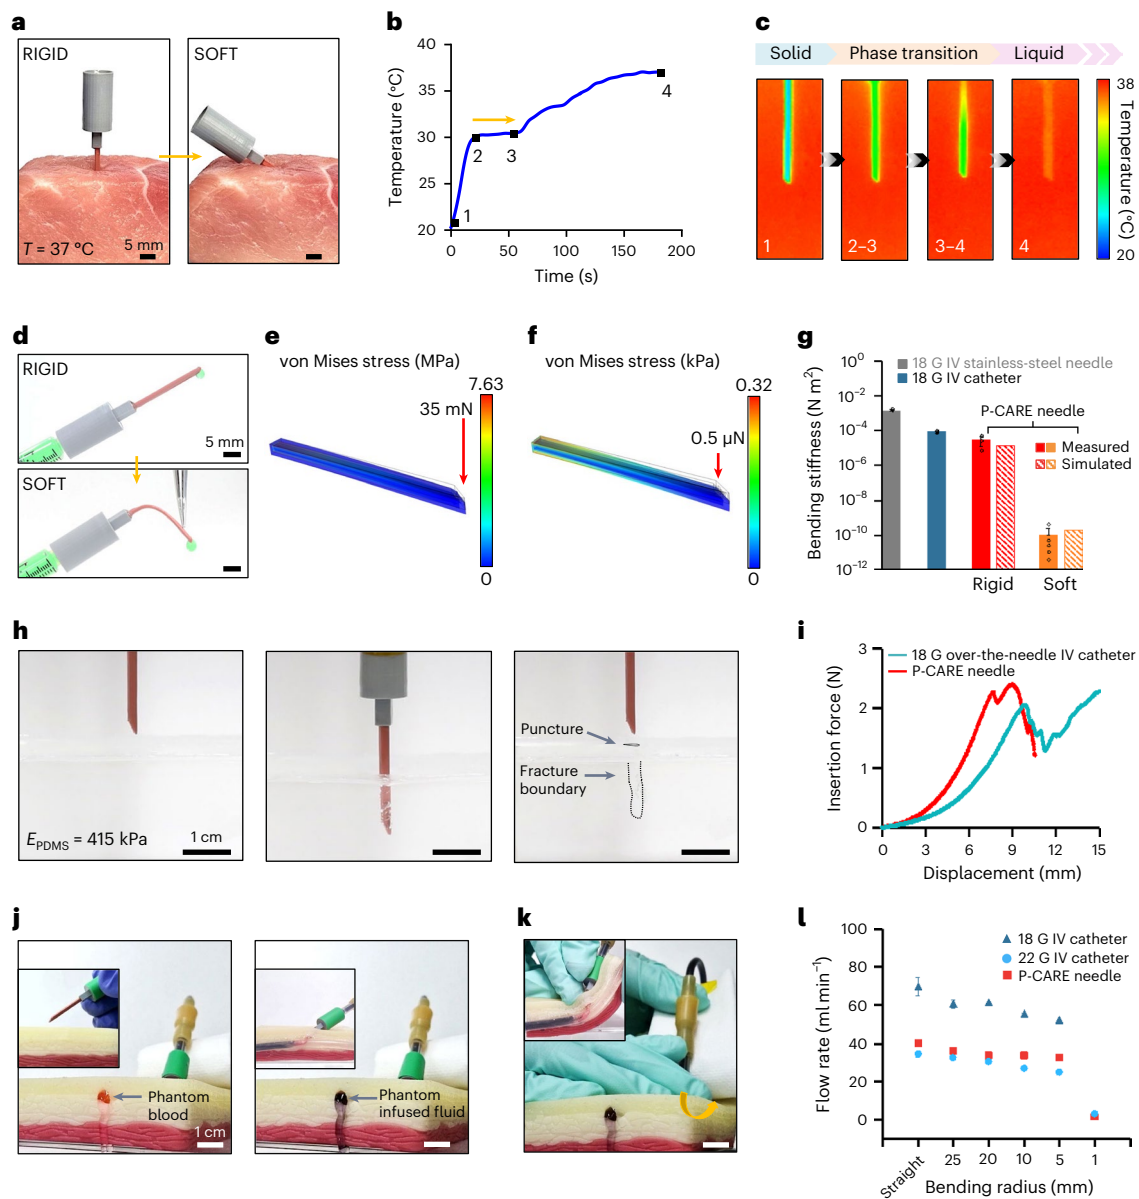 a
RIGID
SOFT
T = 37 °C
5 mm
b
Temperature (°C)
40
35
30
25
20
1
2
3
4
0
50
100
150
200
Time (s)
c
Solid
Phase transition
Liquid
1
2–3
3–4
4
38
Temperature (°C)
20
d
RIGID
5 mm
SOFT
e
von Mises stress (MPa)
7.63
35 mN
0
f
von Mises stress (kPa)
0.32
0.5 µN
0
g
Bending stiffness (N m²)
10⁰
10⁻²
10⁻⁴
10⁻⁶
10⁻⁸
10⁻¹⁰
10⁻¹²
18 G IV stainless-steel needle
18 G IV catheter
P-CARE needle
Measured
Simulated
Rigid
Soft
h
E_PDMS = 415 kPa
1 cm
Puncture
Fracture
boundary
i
Insertion force (N)
3
2
1
0
18 G over-the-needle IV catheter
P-CARE needle
0
3
6
9
12
15
Displacement (mm)
j
Phantom
blood
1 cm
Phantom
infused fluid
k
l
Flow rate (ml min⁻¹)
100
80
60
40
20
0
18 G IV catheter
22 G IV catheter
P-CARE needle
Straight
25
20
10
5
1
Bending radius (mm)